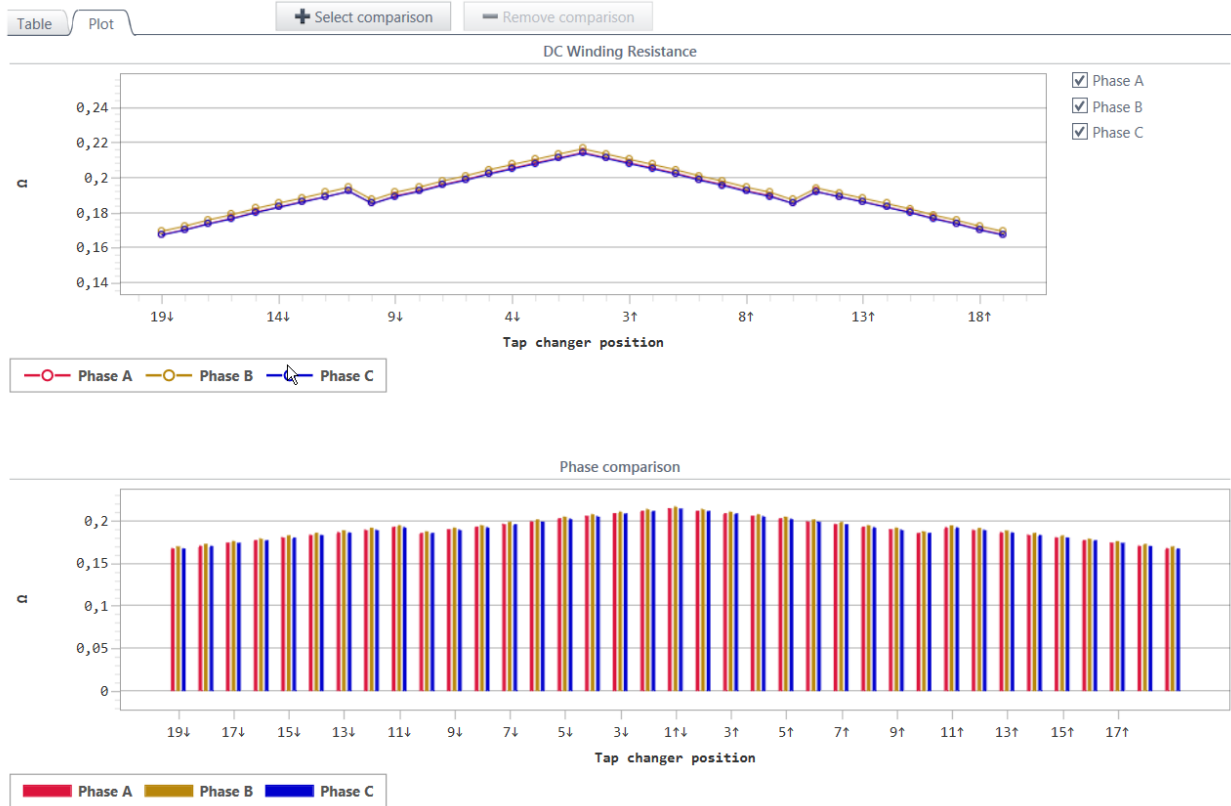 Table Plot Select comparison Remove comparison
DC Winding Resistance
Phase A
Phase B
Phase C
0,24
0,22
0,2
0,18
0,16
0,14
Ω
19↓ 14↓ 9↓ 4↓ 3↑ 8↑ 13↑ 18↑
Tap changer position
Phase A Phase B Phase C
Phase comparison
0,2
0,15
0,1
0,05
0
Ω
19↓ 17↓ 15↓ 13↓ 11↓ 9↓ 7↓ 5↓ 3↓ 1↑↓ 3↑ 5↑ 7↑ 9↑ 11↑ 13↑ 15↑ 17↑
Tap changer position
Phase A Phase B Phase C